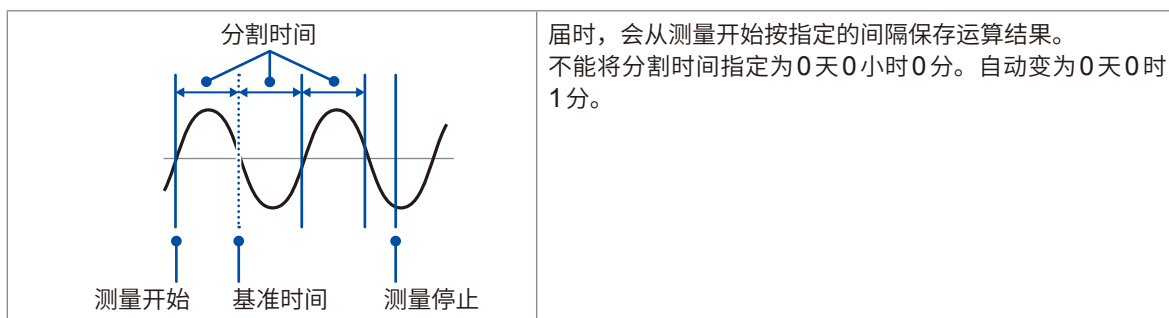 分割时间
测量开始
基准时间
测量停止
届时，会从测量开始按指定的间隔保存运算结果。
不能将分割时间指定为0天0小时0分。自动变为0天0时
1分。